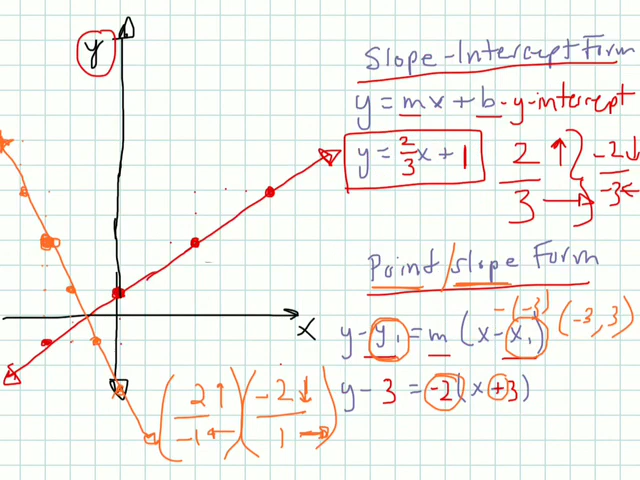 y
Slope-Intercept Form
y = mx + b - y-intercept
y = 2/3 x + 1
2/3 -2/-3
Point/slope Form
-(-3) (-3, 3)
y - y₁ = m (x - x₁)
x
y - 3 = -2(x + 3)
(2/-1) (-2/1)